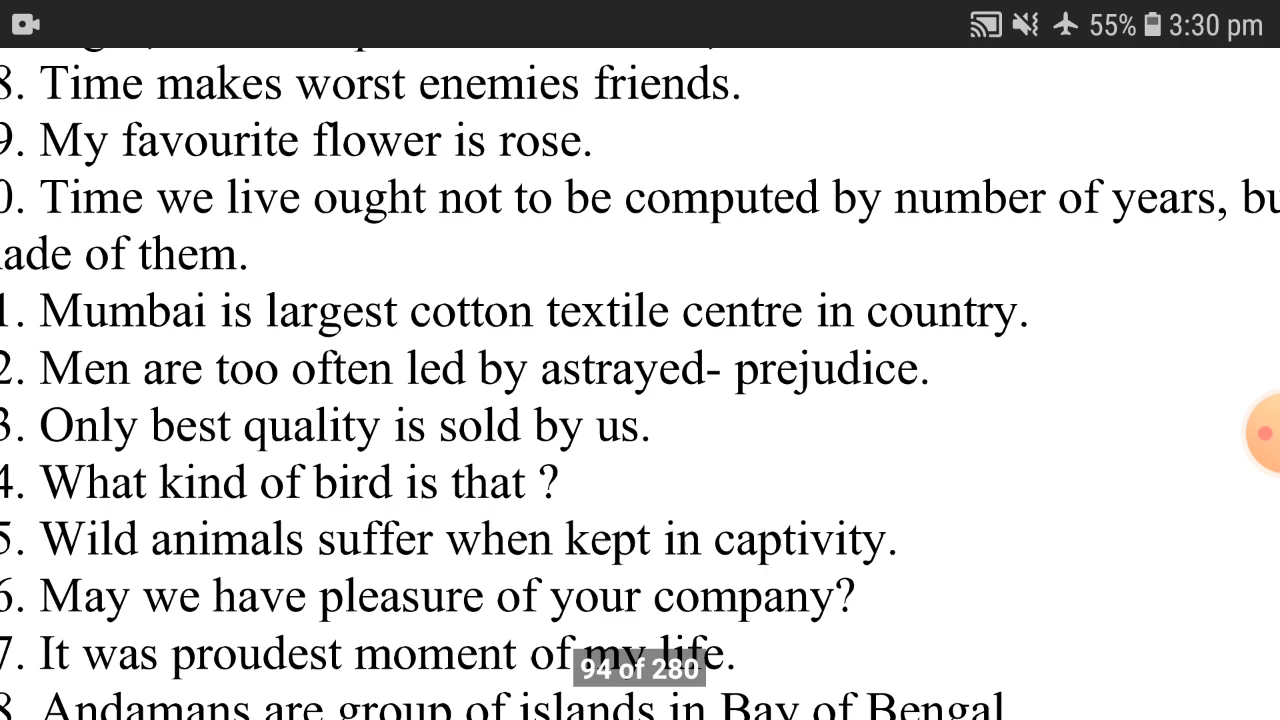 55% 3:30 pm
8. Time makes worst enemies friends.
9. My favourite flower is rose.
0. Time we live ought not to be computed by number of years, bu
ade of them.
1. Mumbai is largest cotton textile centre in country.
2. Men are too often led by astrayed- prejudice.
3. Only best quality is sold by us.
4. What kind of bird is that ?
5. Wild animals suffer when kept in captivity.
6. May we have pleasure of your company?
7. It was proudest moment of my life.
94 of 280
8. Andamans are group of islands in Bay of Bengal